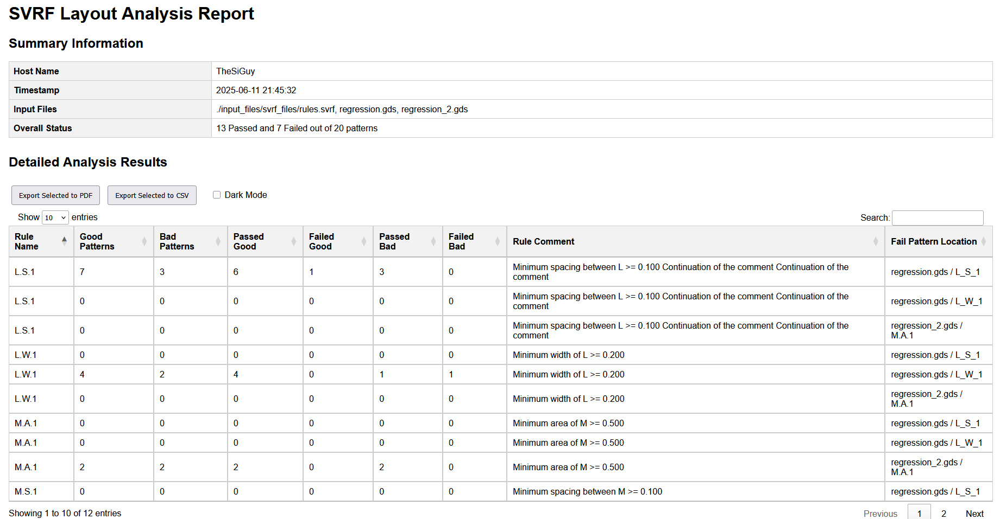 SVRF Layout Analysis Report
Summary Information
Host Name TheSiGuy
Timestamp 2025-06-11 21:45:32
Input Files ./input_files/svrf_files/rules.svrf, regression.gds, regression_2.gds
Overall Status 13 Passed and 7 Failed out of 20 patterns
Detailed Analysis Results
Export Selected to PDF Export Selected to CSV Dark Mode
Show 10 entries Search:
Rule Name Good Patterns Bad Patterns Passed Good Failed Good Passed Bad Failed Bad Rule Comment Fail Pattern Location
L.S.1 7 3 6 1 3 0 Minimum spacing between L >= 0.100 Continuation of the comment Continuation of the comment regression.gds / L_S_1
L.S.1 0 0 0 0 0 0 Minimum spacing between L >= 0.100 Continuation of the comment Continuation of the comment regression.gds / L_W_1
L.S.1 0 0 0 0 0 0 Minimum spacing between L >= 0.100 Continuation of the comment Continuation of the comment regression_2.gds / M.A.1
L.W.1 0 0 0 0 0 0 Minimum width of L >= 0.200 regression.gds / L_S_1
L.W.1 4 2 4 0 1 1 Minimum width of L >= 0.200 regression.gds / L_W_1
L.W.1 0 0 0 0 0 0 Minimum width of L >= 0.200 regression_2.gds / M.A.1
M.A.1 0 0 0 0 0 0 Minimum area of M >= 0.500 regression.gds / L_S_1
M.A.1 0 0 0 0 0 0 Minimum area of M >= 0.500 regression.gds / L_W_1
M.A.1 2 2 2 0 2 0 Minimum area of M >= 0.500 regression_2.gds / M.A.1
M.S.1 0 0 0 0 0 0 Minimum spacing between M >= 0.100 regression.gds / L_S_1
Showing 1 to 10 of 12 entries Previous 1 2 Next